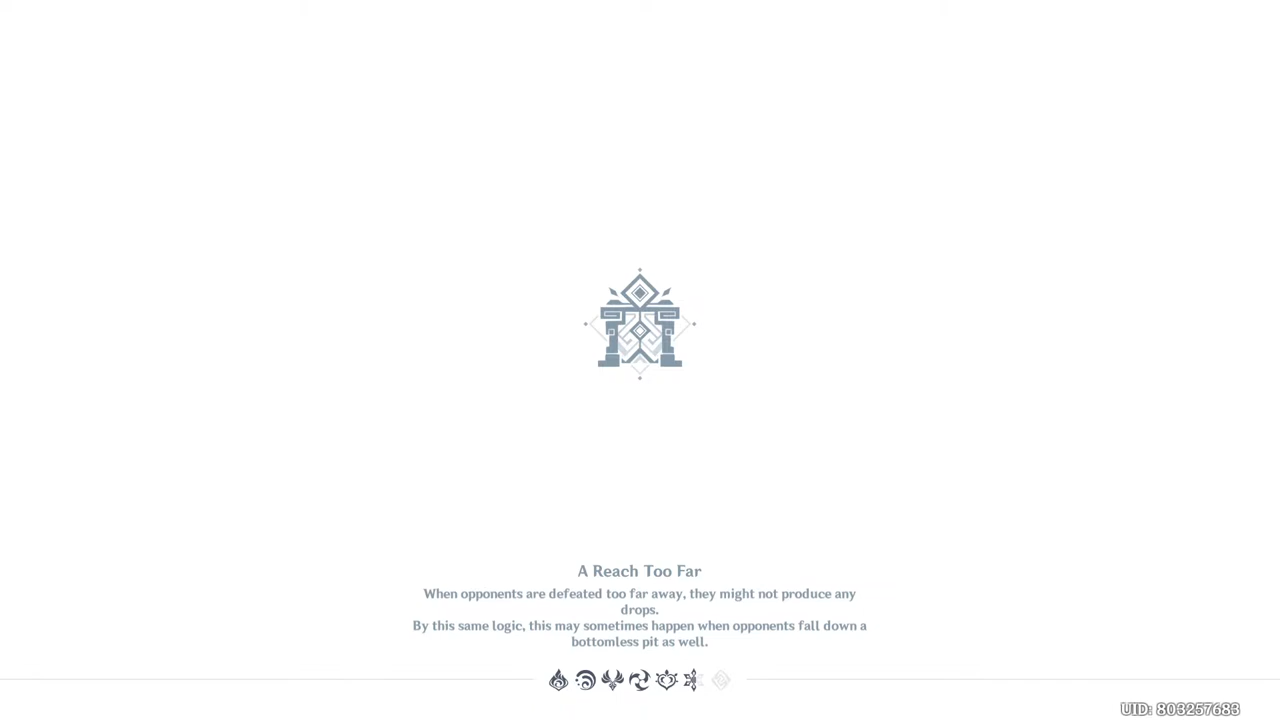 A Reach Too Far
When opponents are defeated too far away, they might not produce any
drops.
By this same logic, this may sometimes happen when opponents fall down a
bottomless pit as well.
UID: 803257683